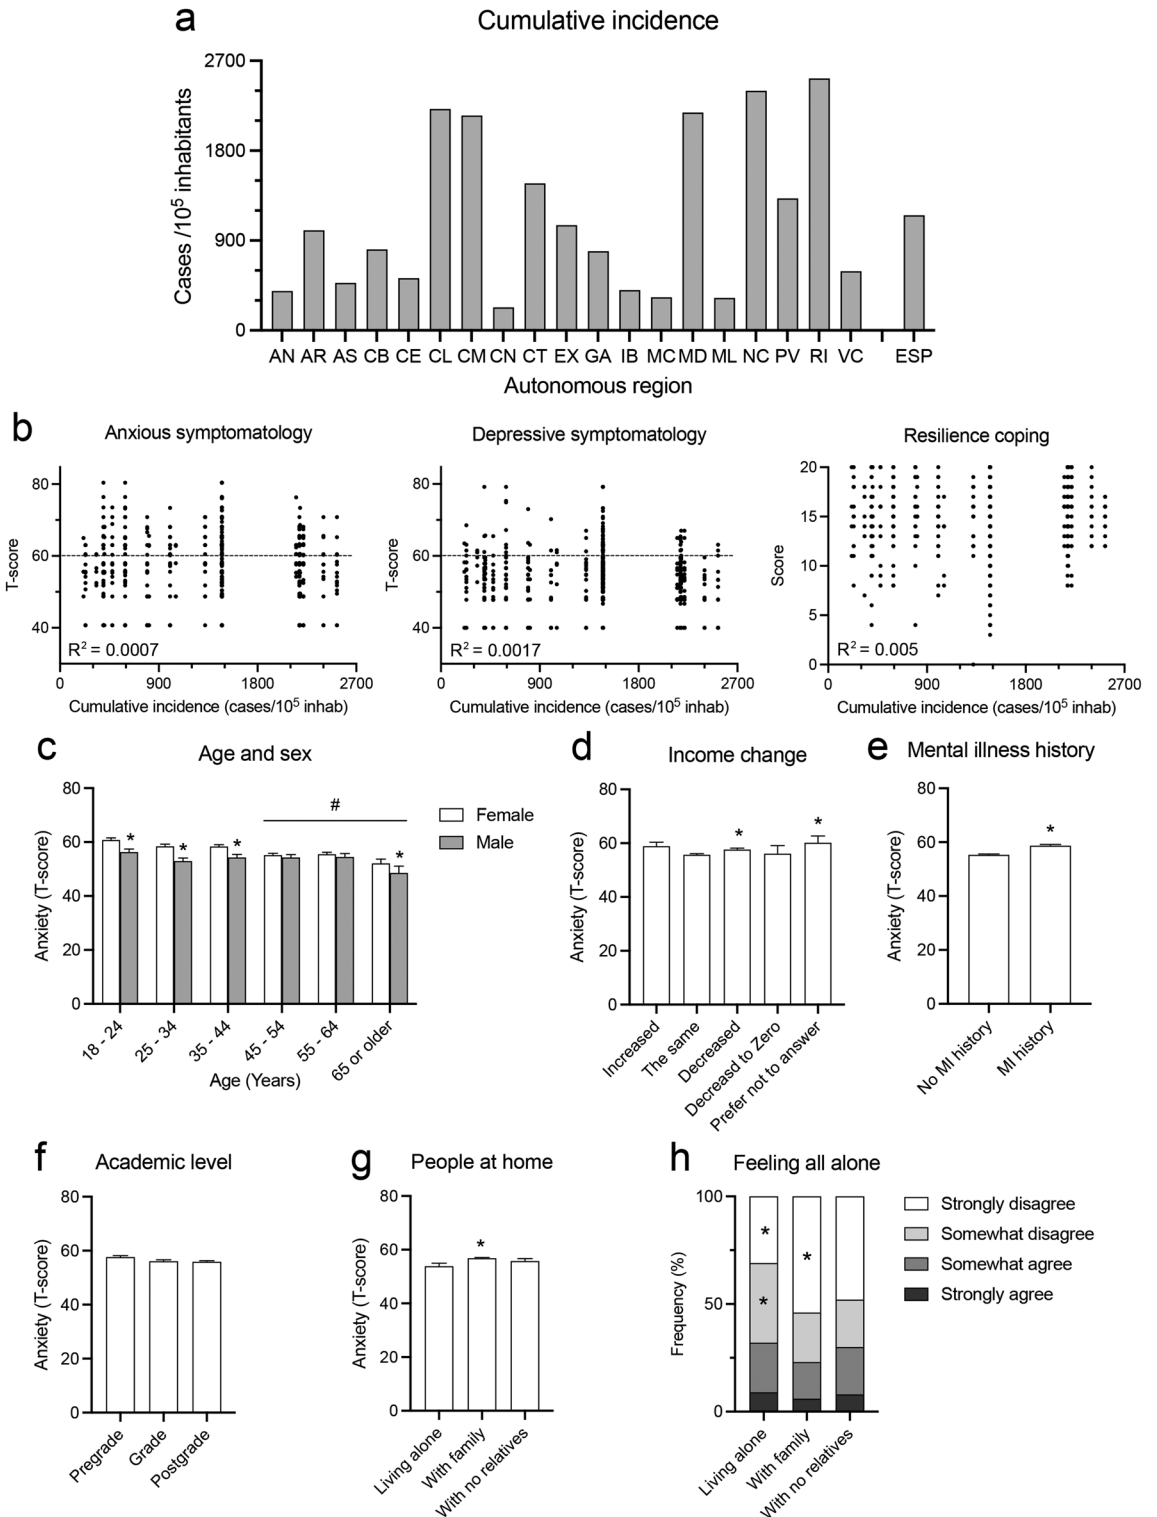 a
Cumulative incidence
Cases /10⁵ inhabitants
2700
1800
900
0
AN AR AS CB CE CL CM CN CT EX GA IB MC MD ML NC PV RI VC ESP
Autonomous region
b
Anxious symptomatology
T-score
80
60
40
R² = 0.0007
0 900 1800 2700
Cumulative incidence (cases/10⁵ inhab)
Depressive symptomatology
T-score
80
60
40
R² = 0.0017
0 900 1800 2700
Cumulative incidence (cases/10⁵ inhab)
Resilience coping
Score
20
15
10
5
0
R² = 0.005
0 900 1800 2700
Cumulative incidence (cases/10⁵ inhab)
c
Age and sex
Anxiety (T-score)
80
60
40
20
0
* * * # *
Female
Male
18 - 24
25 - 34
35 - 44
45 - 54
55 - 64
65 or older
Age (Years)
d
Income change
Anxiety (T-score)
80
60
40
20
0
* *
Increased
The same
Decreased
Decreasd to Zero
Prefer not to answer
e
Mental illness history
Anxiety (T-score)
80
60
40
20
0
*
No MI history
MI history
f
Academic level
Anxiety (T-score)
80
60
40
20
0
Pregrade
Grade
Postgrade
g
People at home
Anxiety (T-score)
80
60
40
20
0
*
Living alone
With family
With no relatives
h
Feeling all alone
Frequency (%)
100
50
0
* * *
Living alone
With family
With no relatives
Strongly disagree
Somewhat disagree
Somewhat agree
Strongly agree